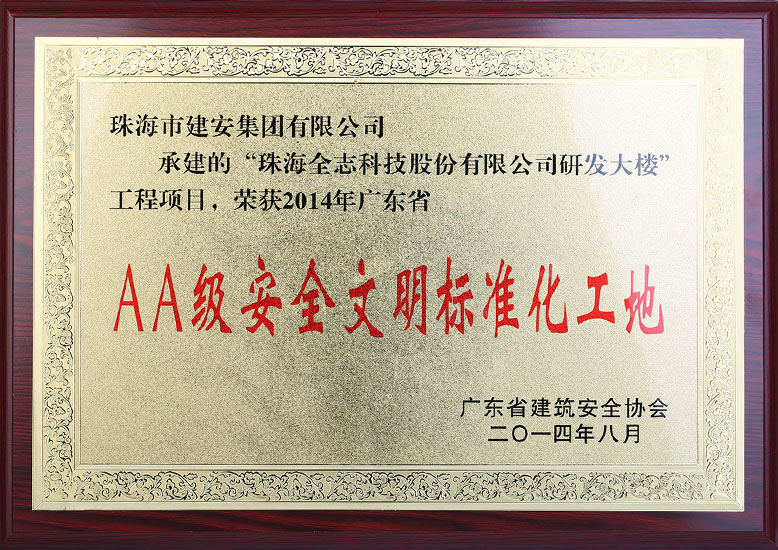 珠海市建安集团有限公司
承建的“珠海全志科技股份有限公司研发大楼”
工程项目，荣获2014年广东省
AA级安全文明标准化工地
广东省建筑安全协会
二〇一四年八月